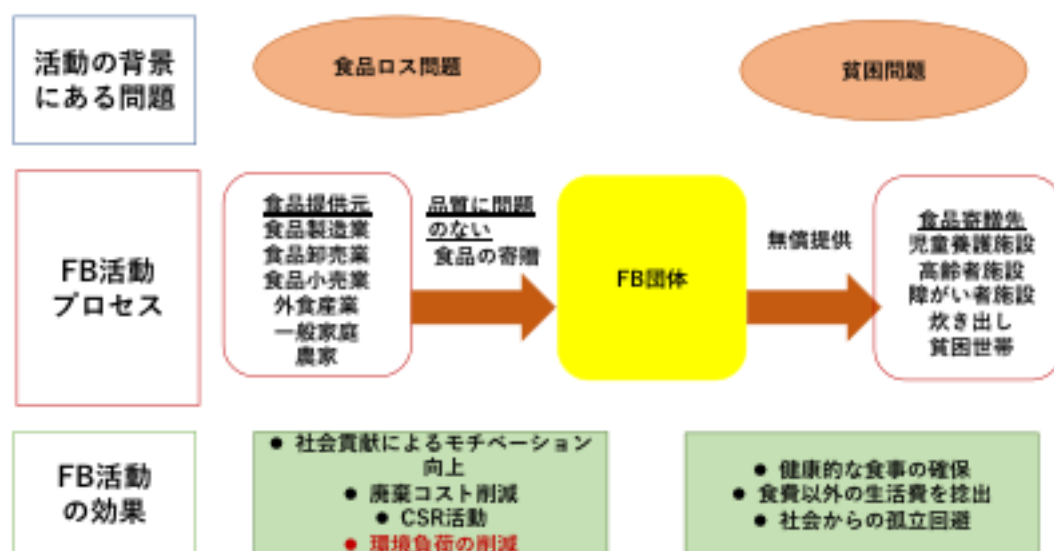 活動の背景
にある問題
食品ロス問題
貧困問題
FB活動
プロセス
食品提供元
食品製造業
食品卸売業
食品小売業
外食産業
一般家庭
農家
品質に問題
のない
食品の寄贈
FB団体
無償提供
食品寄贈先
児童養護施設
高齢者施設
障がい者施設
炊き出し
貧困世帯
FB活動
の効果
● 社会貢献によるモチベーション
向上
● 廃棄コスト削減
● CSR活動
● 環境負荷の削減
● 健康的な食事の確保
● 食費以外の生活費を捻出
● 社会からの孤立回避